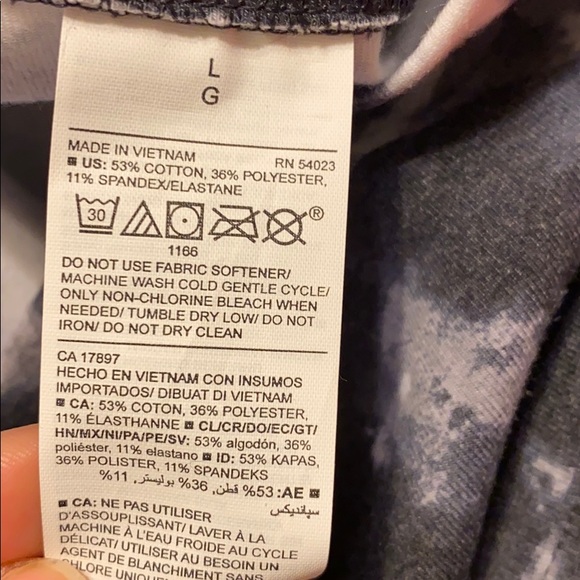 L
G
MADE IN VIETNAM RN 54023
US: 53% COTTON, 36% POLYESTER,
11% SPANDEX/ELASTANE
30 ®
1166
DO NOT USE FABRIC SOFTENER/
MACHINE WASH COLD GENTLE CYCLE/
ONLY NON-CHLORINE BLEACH WHEN
NEEDED/ TUMBLE DRY LOW/ DO NOT
IRON/ DO NOT DRY CLEAN
CA 17897
HECHO EN VIETNAM CON INSUMOS
IMPORTADOS/ DIBUAT DI VIETNAM
CA: 53% COTON, 36% POLYESTER,
11% ÉLASTHANNE CL/CR/DO/EC/GT/
HN/MX/NI/PA/PE/SV: 53% algodón, 36%
poliéster, 11% elastano ID: 53% KAPAS,
36% POLISTER, 11% SPANDEKS
AE: 53% قطن, 36% بوليستر, 11%
سپانديكس
CA: NE PAS UTILISER
D'ASSOUPLISSANT/ LAVER À LA
MACHINE À L'EAU FROIDE AU CYCLE
DÉLICAT/ UTILISER AU BESOIN UN
AGENT DE BLANCHIMENT SANS
CHLORE